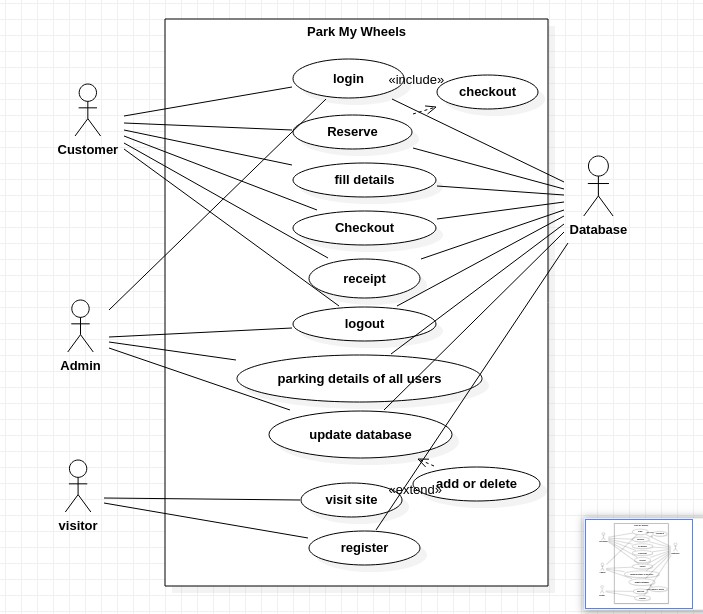 Park My Wheels
login
«include»
checkout
Reserve
Customer
fill details
Checkout
Database
receipt
logout
Admin
parking details of all users
update database
add or delete
«extend»
visit site
visitor
register